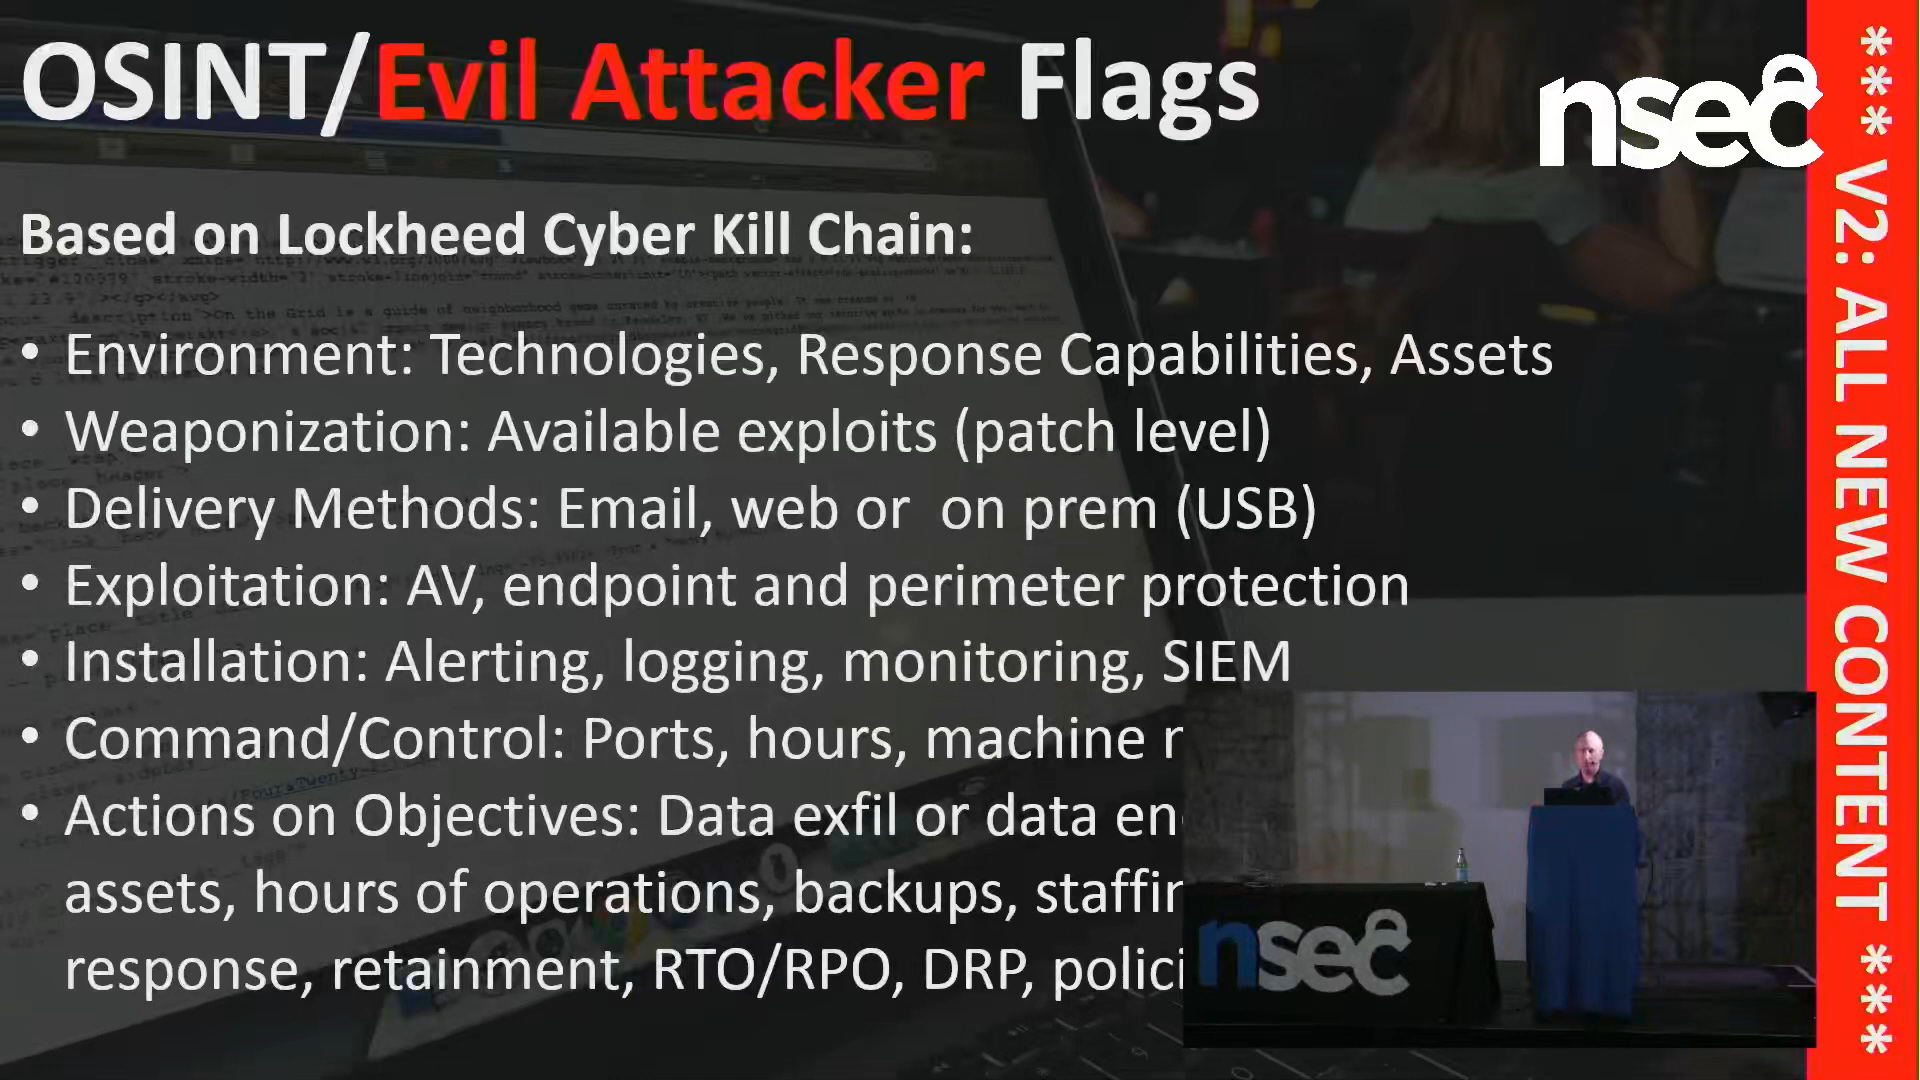 OSINT/Evil Attacker Flags
nsec
Based on Lockheed Cyber Kill Chain:
• Environment: Technologies, Response Capabilities, Assets
• Weaponization: Available exploits (patch level)
• Delivery Methods: Email, web or  on prem (USB)
• Exploitation: AV, endpoint and perimeter protection
• Installation: Alerting, logging, monitoring, SIEM
• Command/Control: Ports, hours, machine
• Actions on Objectives: Data exfil or data
assets, hours of operations, backups,
response, retainment, RTO/RPO, DRP,
nsec
*** V2: ALL NEW CONTENT ***